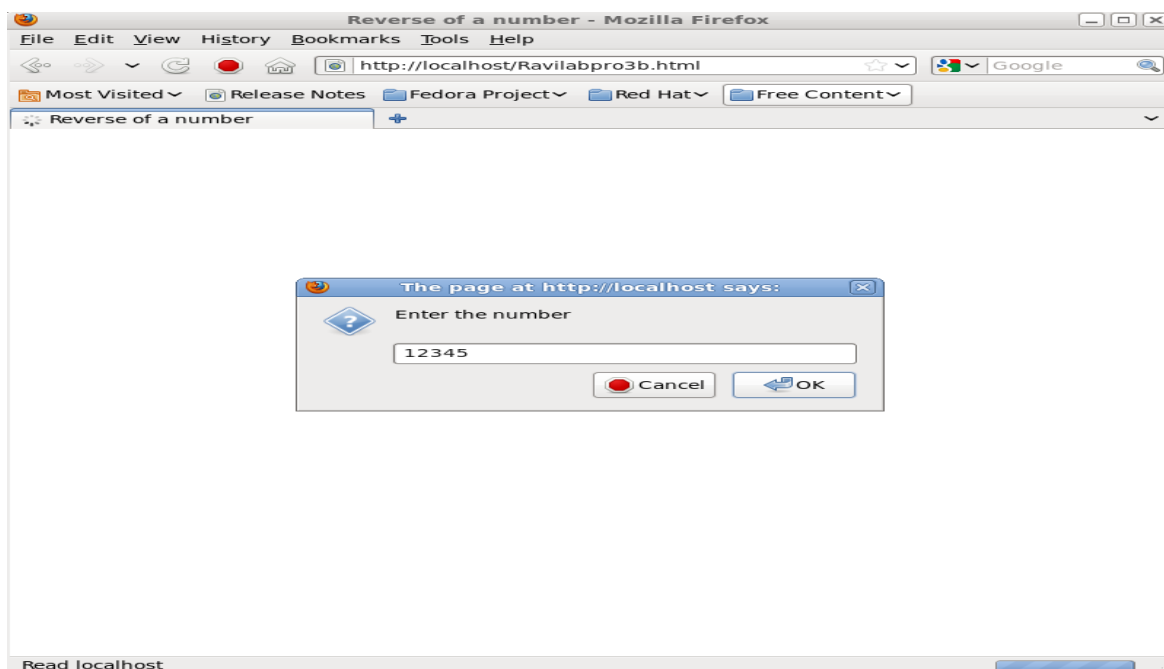 Reverse of a number - Mozilla Firefox
File Edit View History Bookmarks Tools Help
http://localhost/Ravilabpro3b.html Google
Most Visited Release Notes Fedora Project Red Hat Free Content
Reverse of a number
The page at http://localhost says:
Enter the number
12345
Cancel OK
Read localhost